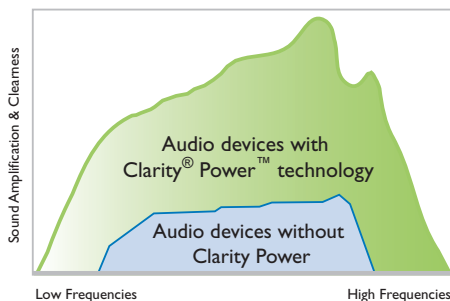 Sound Amplification & Clearness
Audio devices with
Clarity® Power™ technology
Audio devices without
Clarity Power
Low Frequencies
High Frequencies